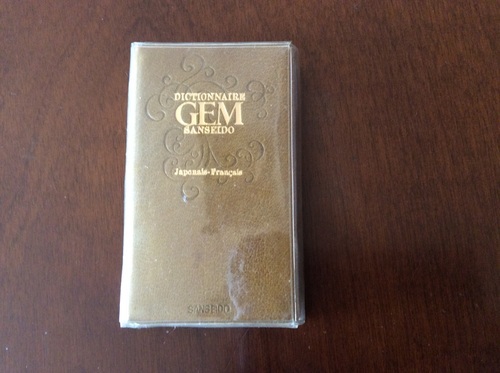 DICTIONNAIRE
GEM
SANSEIDO
Japonais-Français
SANSEIDO